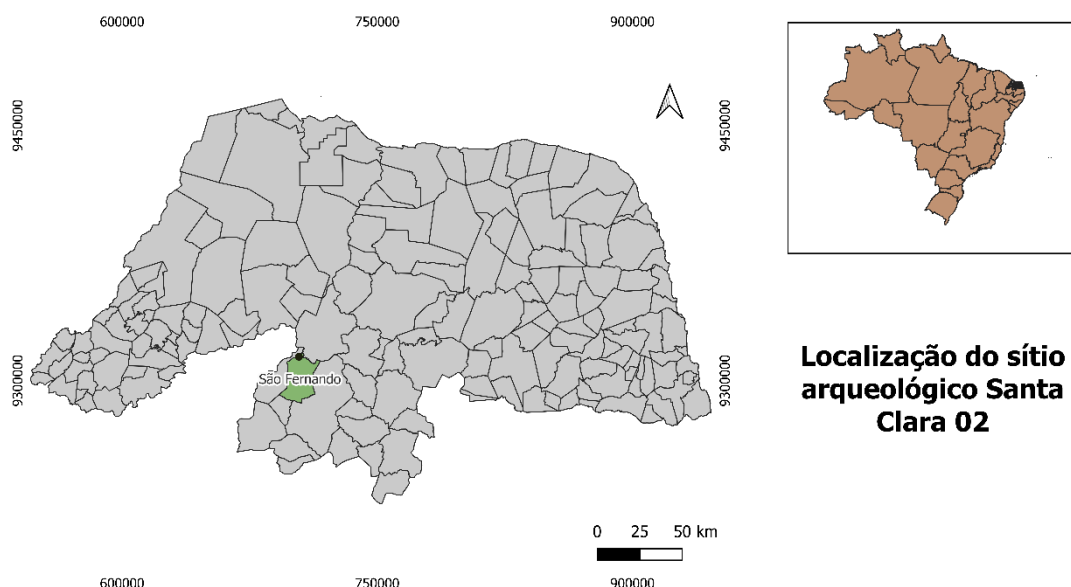 600000 750000 900000
9450000 9450000
São Fernando
9300000 9300000
Localização do sítio
arqueológico Santa
Clara 02
0 25 50 km
600000 750000 900000